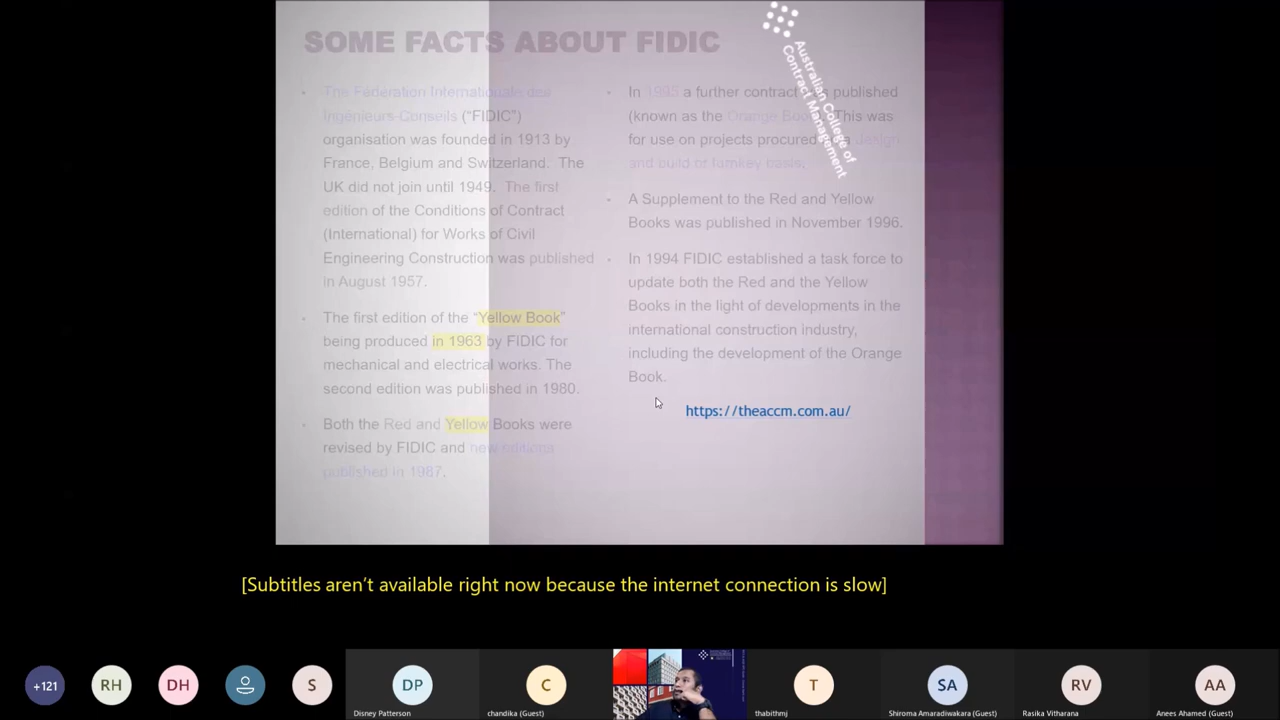 SOME FACTS ABOUT FIDIC
• The Féderation Internationale des
Ingenieurs-Conseils (“FIDIC”)
organisation was founded in 1913 by
France, Belgium and Switzerland. The
UK did not join until 1949. The first
edition of the Conditions of Contract
(International) for Works of Civil
Engineering Construction was published
in August 1957.
• The first edition of the “Yellow Book”
being produced in 1963 by FIDIC for
mechanical and electrical works. The
second edition was published in 1980.
• Both the Red and Yellow Books were
revised by FIDIC and new editions
published in 1987.
• In 1995 a further contract was published
(known as the Orange Book). This was
for use on projects procured a design
and build or turnkey basis.
• A Supplement to the Red and Yellow
Books was published in November 1996.
• In 1994 FIDIC established a task force to
update both the Red and the Yellow
Books in the light of developments in the
international construction industry,
including the development of the Orange
Book.
https://theaccm.com.au/
Australian College of
Contract Management
[Subtitles aren’t available right now because the internet connection is slow]
+121
RH
DH
S
DP
C
T
SA
RV
AA
Disney Patterson
chandika (Guest)
thabithmj
Shiroma Amaradiwakara (Guest)
Rasika Vitharana
Anees Ahamed (Guest)